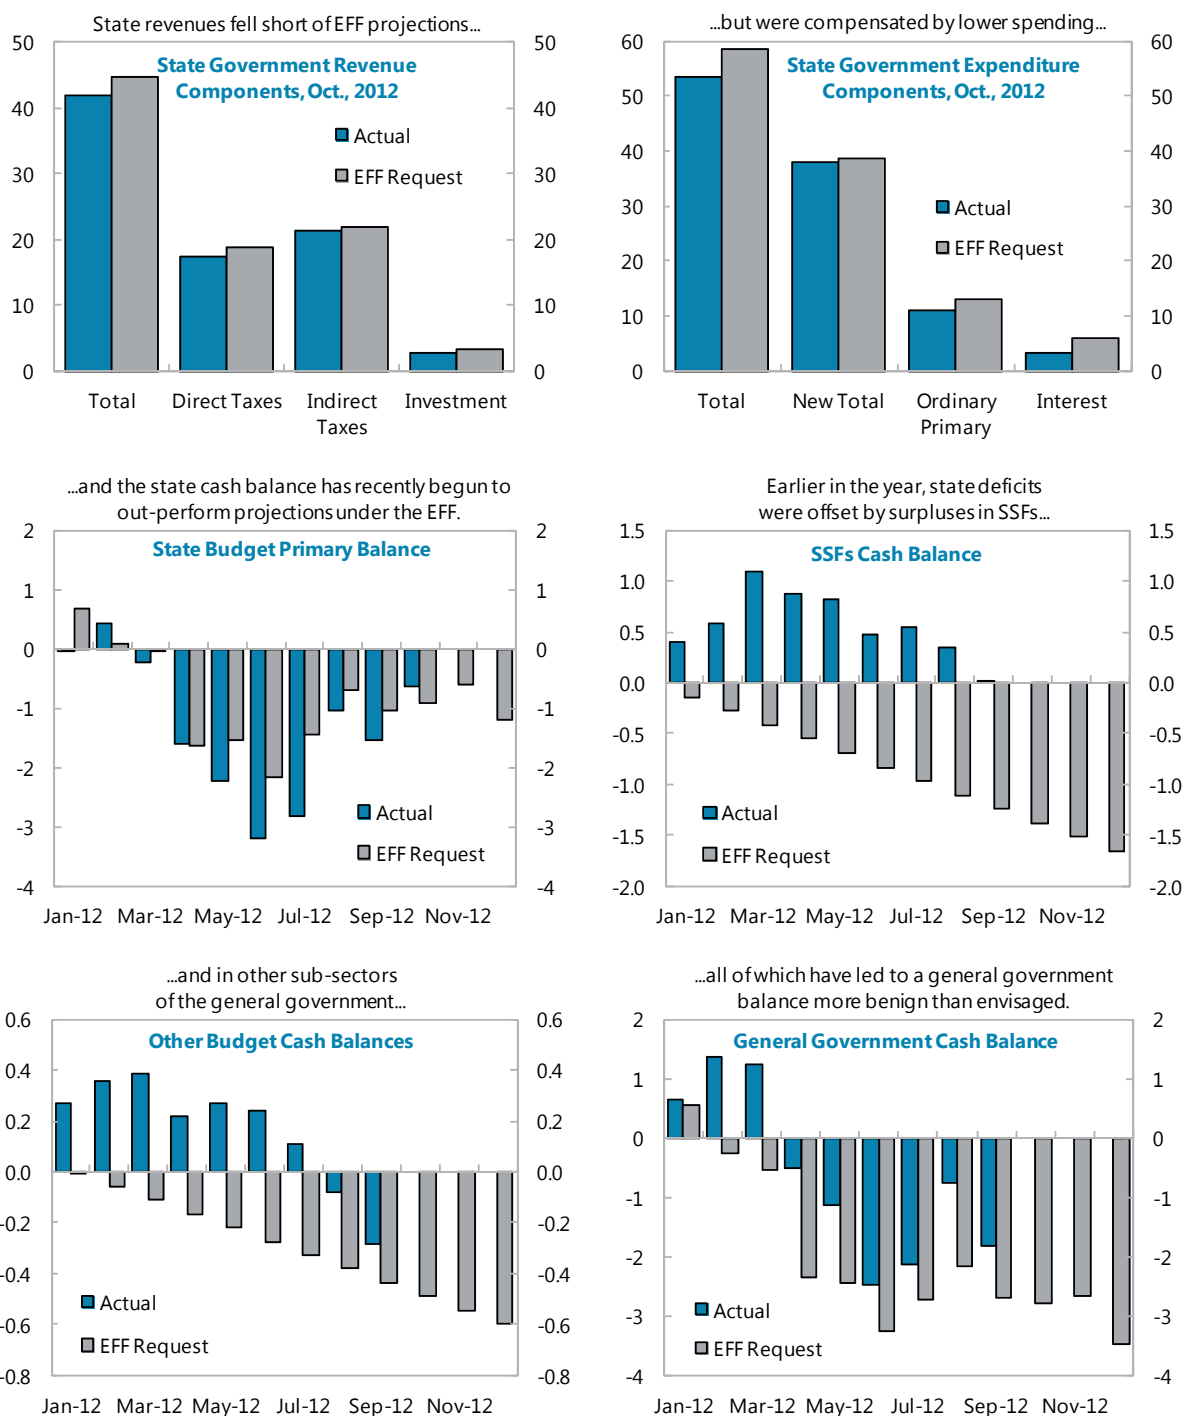 State revenues fell short of EFF projections...
50 50
State Government Revenue
Components, Oct., 2012
40 40
Actual
EFF Request
30 30
20 20
10 10
0 0
Total Direct Taxes Indirect Taxes Investment
...but were compensated by lower spending...
60 60
State Government Expenditure
Components, Oct., 2012
50 50
40 40
30 30
Actual
EFF Request
20 20
10 10
0 0
Total New Total Ordinary Primary Interest
...and the state cash balance has recently begun to
out-perform projections under the EFF.
2 2
State Budget Primary Balance
1 1
0 0
-1 -1
-2 -2
Actual
-3 -3
EFF Request
-4 -4
Jan-12 Mar-12 May-12 Jul-12 Sep-12 Nov-12
Earlier in the year, state deficits
were offset by surpluses in SSFs...
1.5 1.5
SSFs Cash Balance
1.0 1.0
0.5 0.5
0.0 0.0
-0.5 -0.5
-1.0 -1.0
Actual
-1.5 -1.5
EFF Request
-2.0 -2.0
Jan-12 Mar-12 May-12 Jul-12 Sep-12 Nov-12
...and in other sub-sectors
of the general government...
0.6 0.6
Other Budget Cash Balances
0.4 0.4
0.2 0.2
0.0 0.0
-0.2 -0.2
-0.4 -0.4
Actual
-0.6 -0.6
EFF Request
-0.8 -0.8
Jan-12 Mar-12 May-12 Jul-12 Sep-12 Nov-12
...all of which have led to a general government
balance more benign than envisaged.
2 2
General Government Cash Balance
1 1
0 0
-1 -1
-2 -2
Actual
-3 -3
EFF Request
-4 -4
Jan-12 Mar-12 May-12 Jul-12 Sep-12 Nov-12